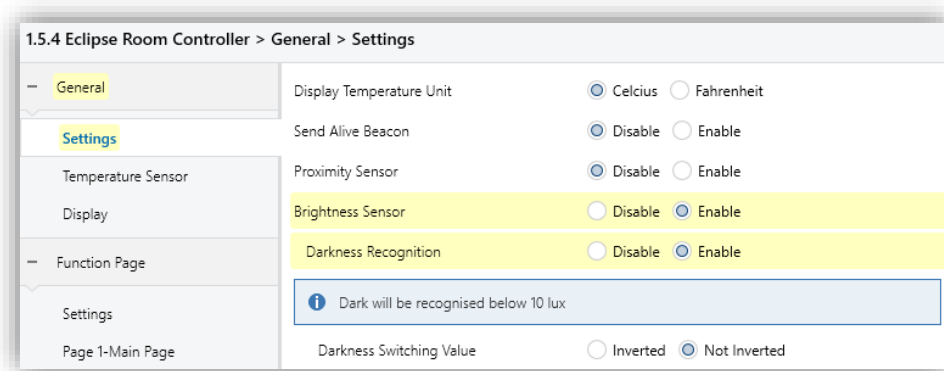 1.5.4 Eclipse Room Controller > General > Settings
General
Settings
Temperature Sensor
Display
Function Page
Settings
Page 1-Main Page
Display Temperature Unit Celcius Fahrenheit
Send Alive Beacon Disable Enable
Proximity Sensor Disable Enable
Brightness Sensor Disable Enable
Darkness Recognition Disable Enable
Dark will be recognised below 10 lux
Darkness Switching Value Inverted Not Inverted